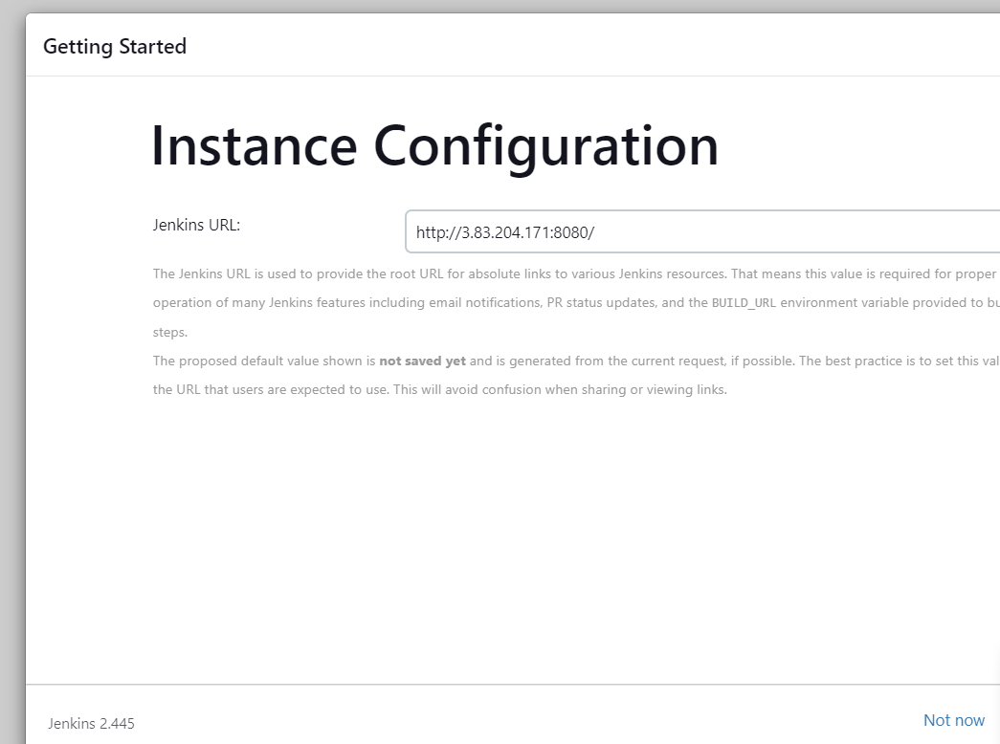 Getting Started
Instance Configuration
Jenkins URL:
http://3.83.204.171:8080/
The Jenkins URL is used to provide the root URL for absolute links to various Jenkins resources. That means this value is required for proper
operation of many Jenkins features including email notifications, PR status updates, and the BUILD_URL environment variable provided to
steps.
The proposed default value shown is not saved yet and is generated from the current request, if possible. The best practice is to set this
the URL that users are expected to use. This will avoid confusion when sharing or viewing links.
Jenkins 2.445
Not now